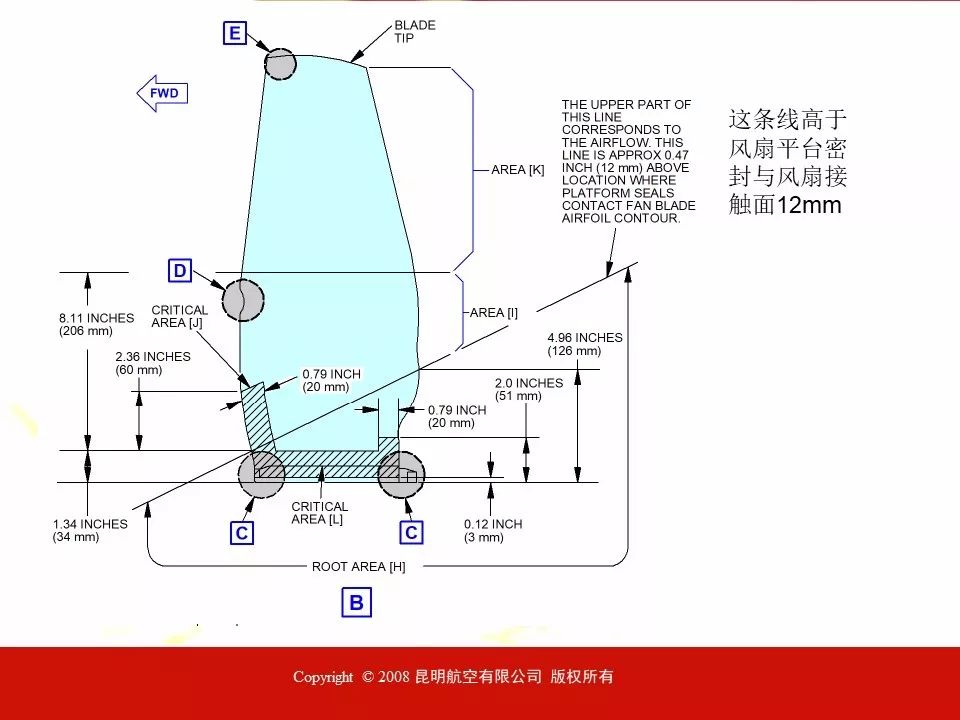 E
BLADE
TIP
FWD
THE UPPER PART OF
THIS LINE
CORRESPONDS TO
THE AIRFLOW. THIS
LINE IS APPROX 0.47
INCH (12 mm) ABOVE
LOCATION WHERE
PLATFORM SEALS
CONTACT FAN BLADE
AIRFOIL CONTOUR.
这条线高于
风扇平台密
封与风扇接
触面12mm
AREA [K]
D
CRITICAL
AREA [J]
8.11 INCHES
(206 mm)
AREA [I]
4.96 INCHES
(126 mm)
2.36 INCHES
(60 mm)
0.79 INCH
(20 mm)
2.0 INCHES
(51 mm)
0.79 INCH
(20 mm)
1.34 INCHES
(34 mm)
C
CRITICAL
AREA [L]
C
0.12 INCH
(3 mm)
ROOT AREA [H]
B
Copyright © 2008 昆明航空有限公司 版权所有